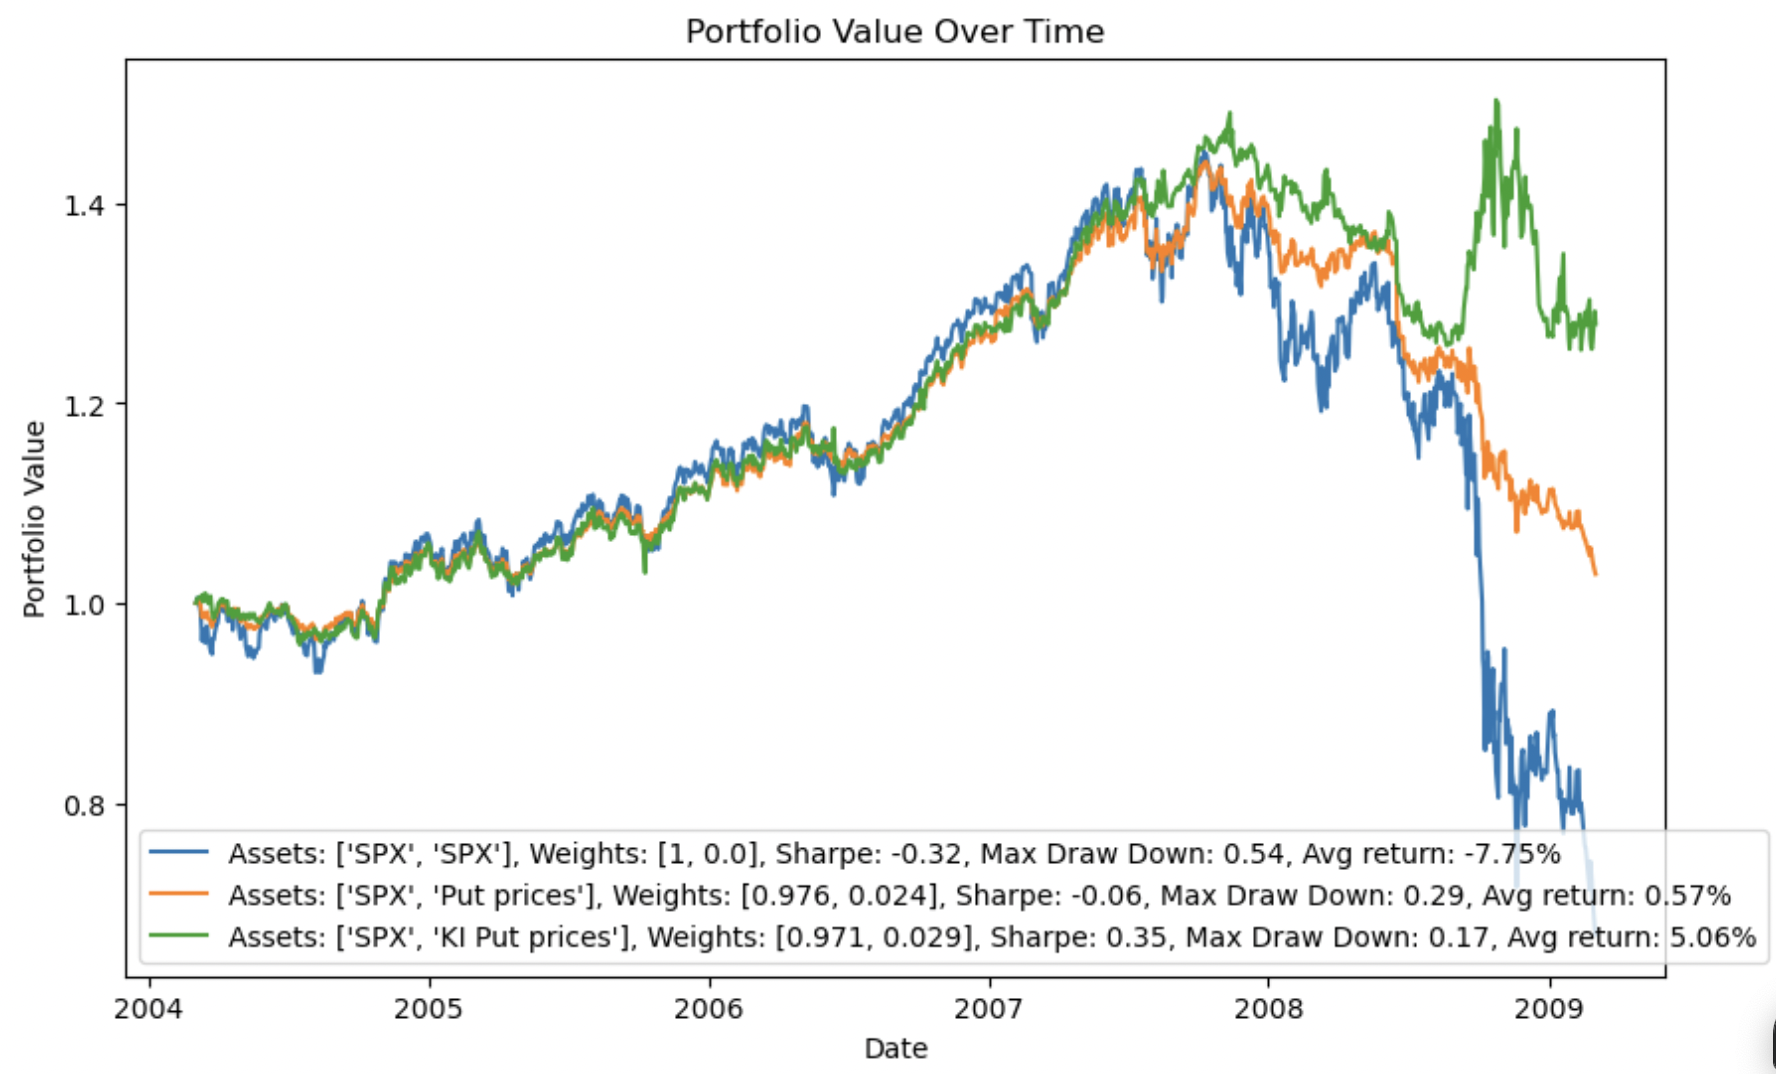 Portfolio Value Over Time
Portfolio Value
1.4
1.2
1.0
0.8
Assets: ['SPX', 'SPX'], Weights: [1, 0.0], Sharpe: -0.32, Max Draw Down: 0.54, Avg return: -7.75%
Assets: ['SPX', 'Put prices'], Weights: [0.976, 0.024], Sharpe: -0.06, Max Draw Down: 0.29, Avg return: 0.57%
Assets: ['SPX', 'KI Put prices'], Weights: [0.971, 0.029], Sharpe: 0.35, Max Draw Down: 0.17, Avg return: 5.06%
2004 2005 2006 2007 2008 2009
Date